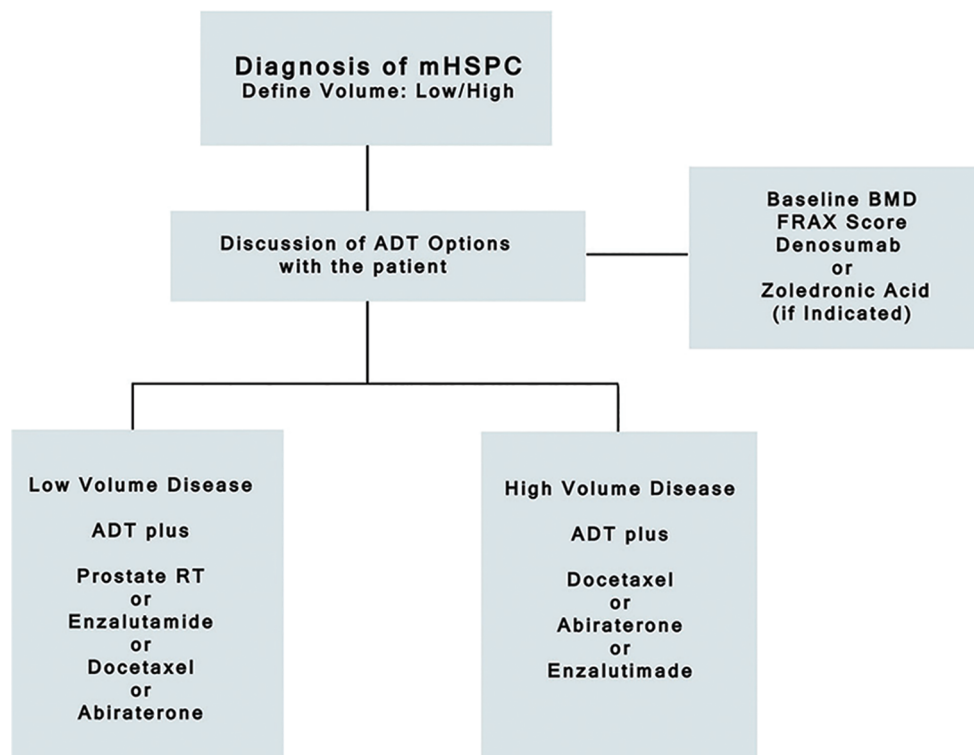 Diagnosis of mHSPC
Define Volume: Low/High
Discussion of ADT Options
with the patient
Baseline BMD
FRAX Score
Denosumab
or
Zoledronic Acid
(if Indicated)
Low Volume Disease
ADT plus
Prostate RT
or
Enzalutamide
or
Docetaxel
or
Abiraterone
High Volume Disease
ADT plus
Docetaxel
or
Abiraterone
or
Enzalutimade